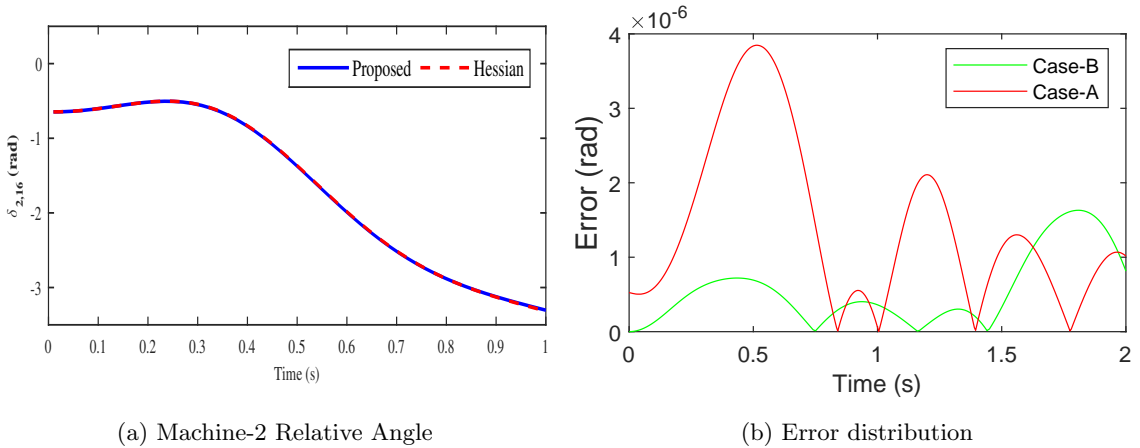 Proposed Hessian
0
-1
-2
-3
δ2,16 (rad)
0 0.1 0.2 0.3 0.4 0.5 0.6 0.7 0.8 0.9 1
Time (s)
(a) Machine-2 Relative Angle
×10-6
Case-B
Case-A
4
3
2
1
0
Error (rad)
0 0.5 1 1.5 2
Time (s)
(b) Error distribution